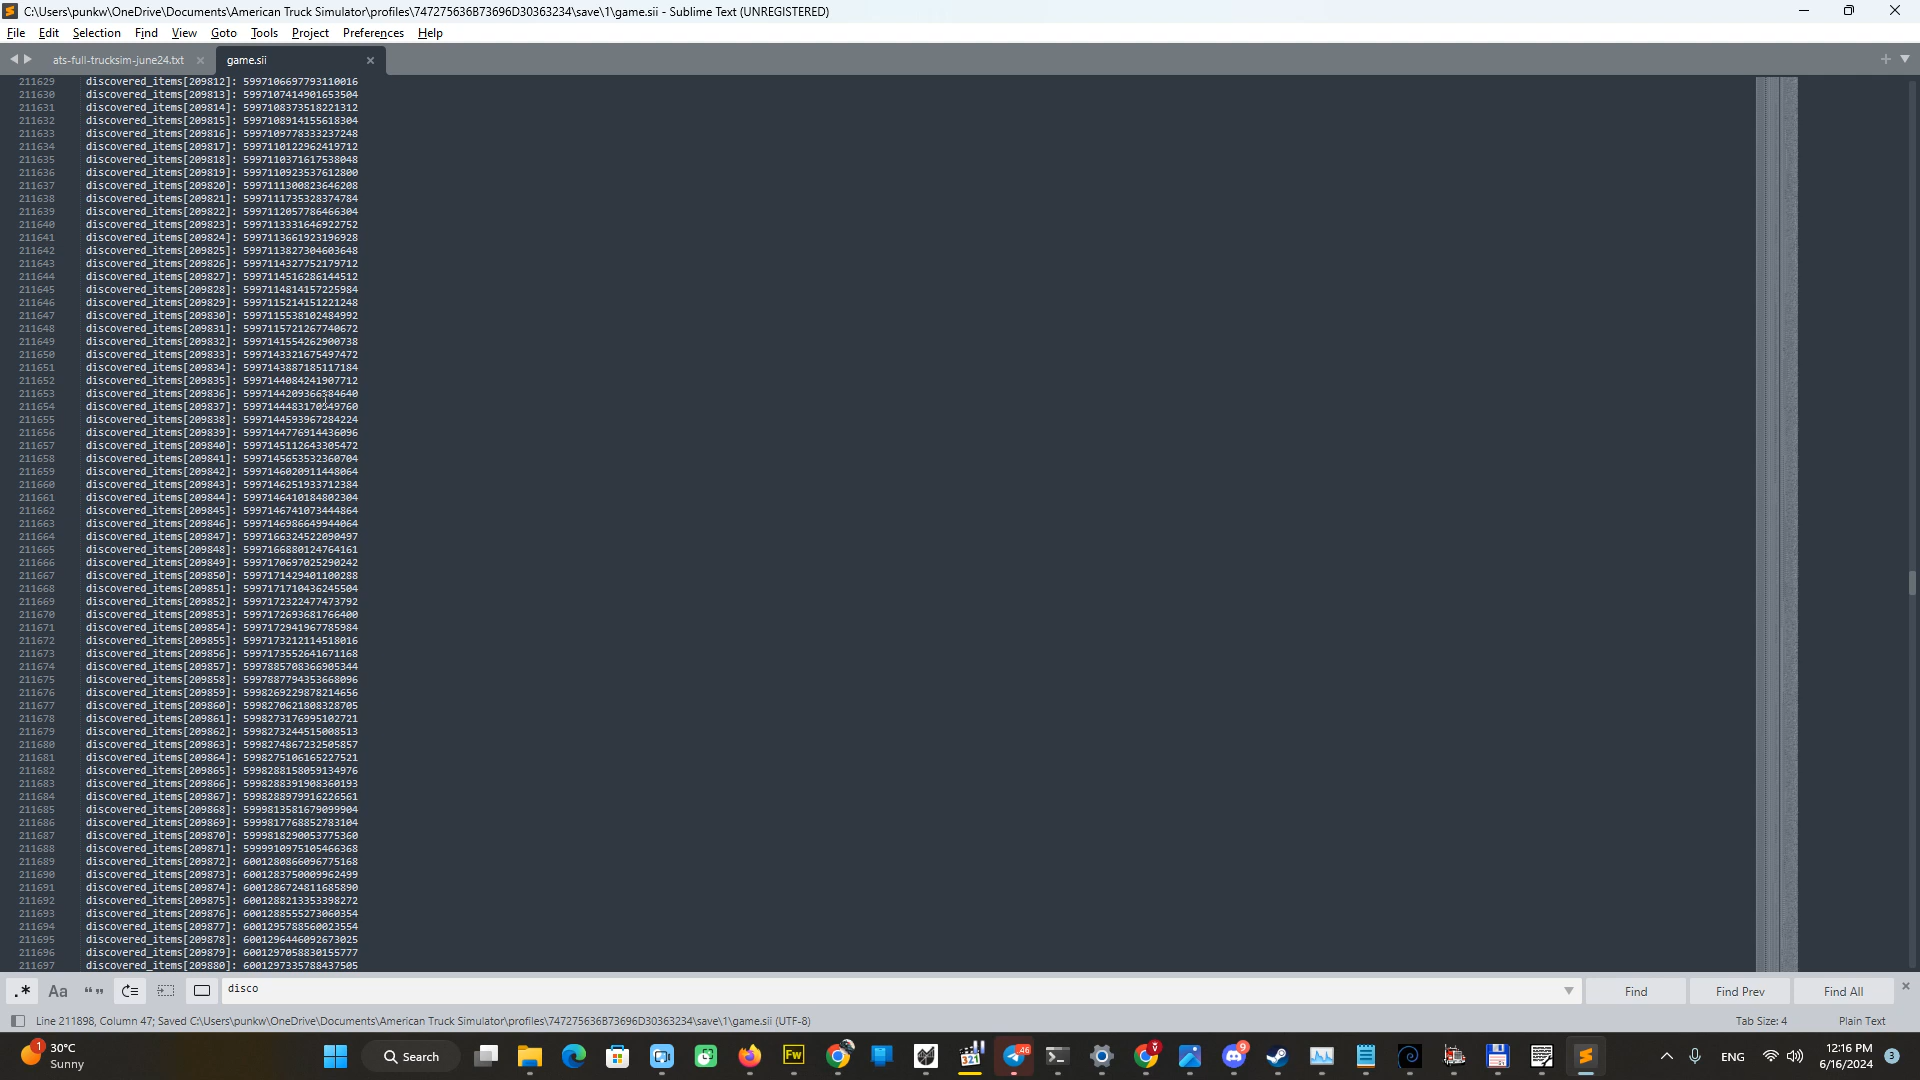 C:\Users\punkw\OneDrive\Documents\American Truck Simulator\profiles\747275636B73696D30363234\save\1\game.sii - Sublime Text (UNREGISTERED)
File Edit Selection Find View Goto Tools Project Preferences Help
ats-full-trucksim-june24.txt game.sii
211629 discovered_items[209812]: 5997106697793110016
211630 discovered_items[209813]: 5997107414901653504
211631 discovered_items[209814]: 5997108373518221312
211632 discovered_items[209815]: 5997108914155618304
211633 discovered_items[209816]: 5997109778333237248
211634 discovered_items[209817]: 5997110122962419712
211635 discovered_items[209818]: 5997110371617538048
211636 discovered_items[209819]: 5997110923537612800
211637 discovered_items[209820]: 5997111300823646208
211638 discovered_items[209821]: 5997111735328374784
211639 discovered_items[209822]: 5997112057786466304
211640 discovered_items[209823]: 5997113331646922752
211641 discovered_items[209824]: 5997113661923196928
211642 discovered_items[209825]: 5997113827304603648
211643 discovered_items[209826]: 5997114327752179712
211644 discovered_items[209827]: 5997114516286144512
211645 discovered_items[209828]: 5997114814157225984
211646 discovered_items[209829]: 5997115214151221248
211647 discovered_items[209830]: 5997115538102484992
211648 discovered_items[209831]: 5997115721267740672
211649 discovered_items[209832]: 5997141554262900738
211650 discovered_items[209833]: 5997143321675497472
211651 discovered_items[209834]: 5997143887185117184
211652 discovered_items[209835]: 5997144084241907712
211653 discovered_items[209836]:
211654 discovered_items[209837]:
211655 discovered_items[209838]: 5997144593967284224
211656 discovered_items[209839]: 5997144776914436096
211657 discovered_items[209840]: 5997145112643305472
211658 discovered_items[209841]: 5997145653532360704
211659 discovered_items[209842]: 5997146020911448064
211660 discovered_items[209843]: 5997146251933712384
211661 discovered_items[209844]: 5997146410184802304
211662 discovered_items[209845]: 5997146741073444864
211663 discovered_items[209846]: 5997146986649944064
211664 discovered_items[209847]: 5997166324522090497
211665 discovered_items[209848]: 5997166880124764161
211666 discovered_items[209849]: 5997170697025290242
211667 discovered_items[209850]: 5997171429401100288
211668 discovered_items[209851]: 5997171710436245504
211669 discovered_items[209852]: 5997172322477473792
211670 discovered_items[209853]: 5997172693681766400
211671 discovered_items[209854]: 5997172941967785984
211672 discovered_items[209855]: 5997173212114518016
211673 discovered_items[209856]: 5997173552641671168
211674 discovered_items[209857]: 5997885708366905344
211675 discovered_items[209858]: 5997887794353668096
211676 discovered_items[209859]: 5998269229878214656
211677 discovered_items[209860]: 5998270621808328705
211678 discovered_items[209861]: 5998273176995102721
211679 discovered_items[209862]: 5998273244515008513
211680 discovered_items[209863]: 5998274867232505857
211681 discovered_items[209864]: 5998275106165227521
211682 discovered_items[209865]: 5998288158059134976
211683 discovered_items[209866]: 5998288391908360193
211684 discovered_items[209867]: 5998288979916226561
211685 discovered_items[209868]: 5999813581679099904
211686 discovered_items[209869]: 5999817768852783104
211687 discovered_items[209870]: 5999818290053775360
211688 discovered_items[209871]: 5999910975105466368
211689 discovered_items[209872]: 6001280866096775168
211690 discovered_items[209873]: 6001283750009962499
211691 discovered_items[209874]: 6001286724811685890
211692 discovered_items[209875]: 6001288213353398272
211693 discovered_items[209876]: 6001288555273060354
211694 discovered_items[209877]: 6001295788560023554
211695 discovered_items[209878]: 6001296446092673025
211696 discovered_items[209879]: 6001297058830155777
211697 discovered_items[209880]: 6001297335788437505
.* Aa “” disco Find Find Prev Find All
Line 211898, Column 47; Saved C:\Users\punkw\OneDrive\Documents\American Truck Simulator\profiles\747275636B73696D30363234\save\1\game.sii (UTF-8) Tab Size: 4 Plain Text
1 30°C Search Fw 321 46 9 ENG 12:16 PM 3
Sunny 6/16/2024